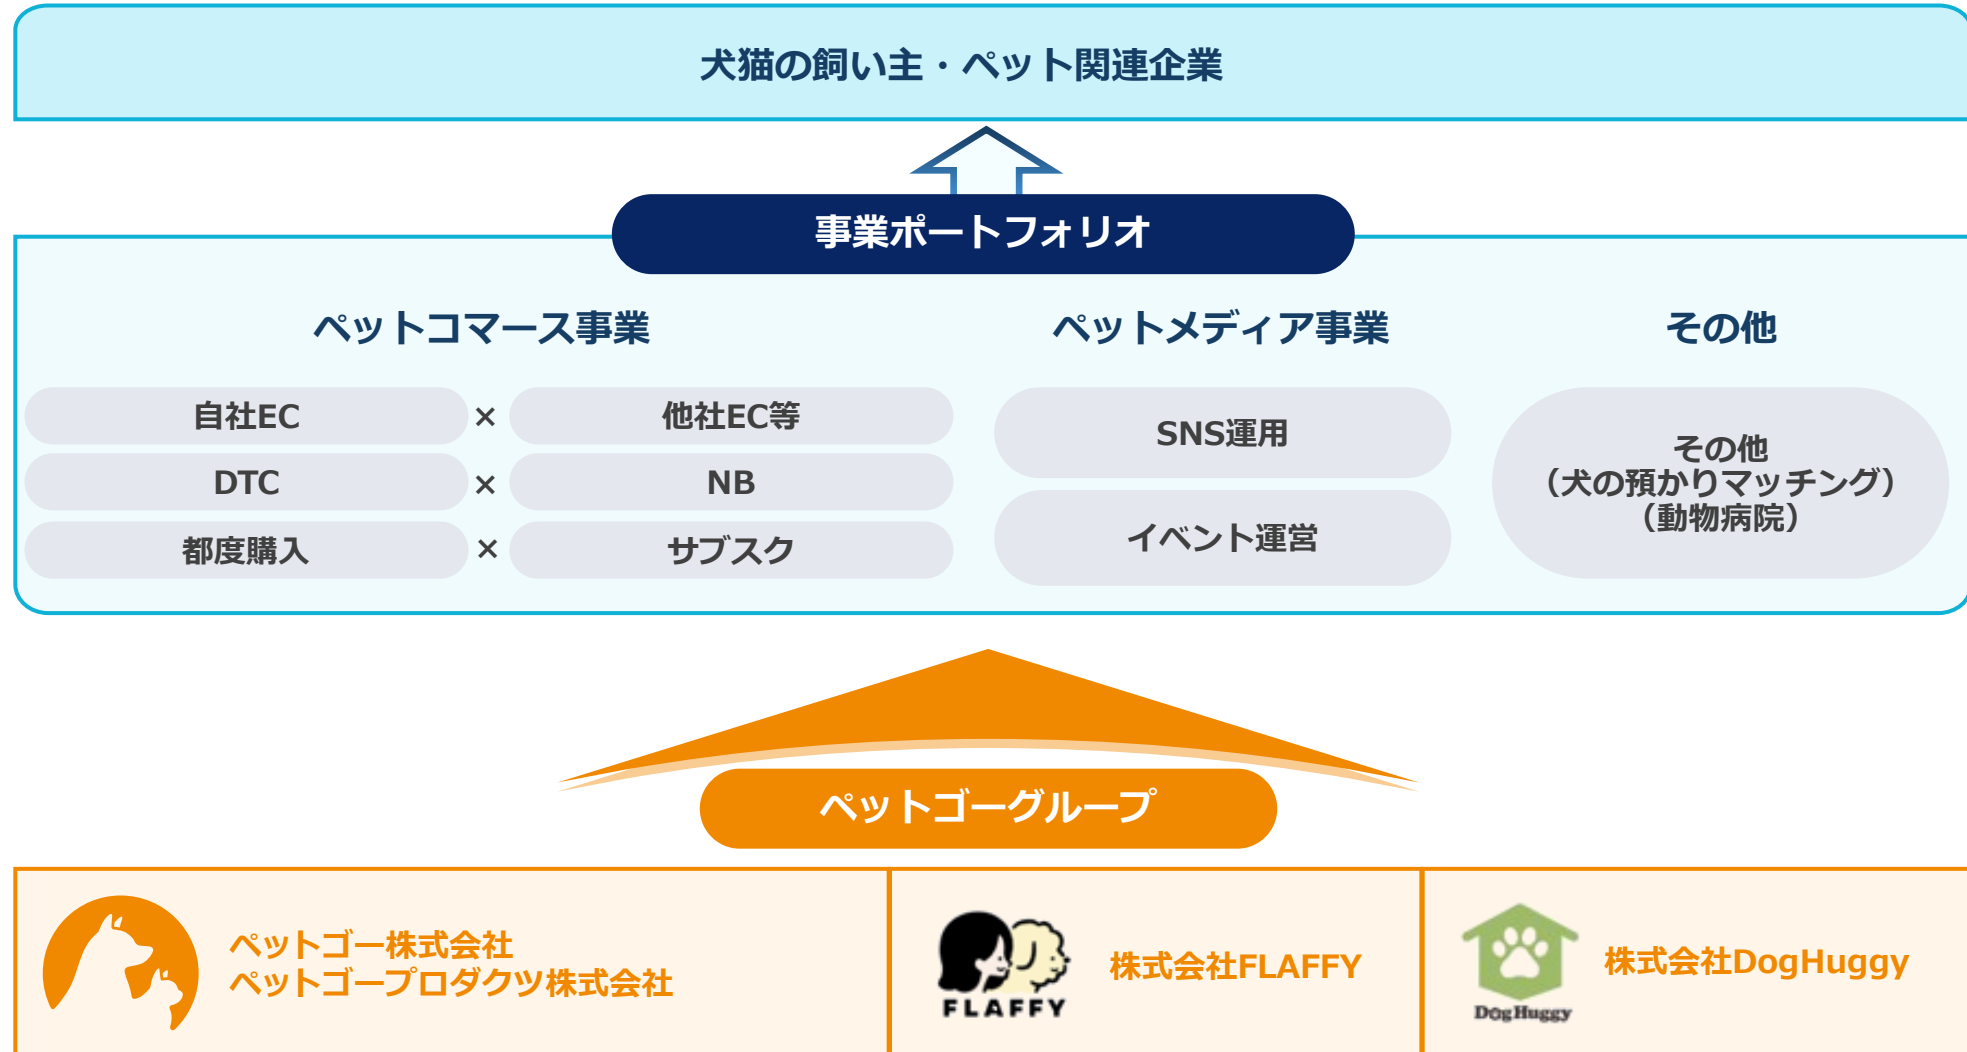 犬猫の飼い主・ペット関連企業
事業ポートフォリオ
ペットコマース事業
自社EC × 他社EC等
DTC × NB
都度購入 × サブスク
ペットメディア事業
SNS運用
イベント運営
その他
その他
（犬の預かりマッチング）
（動物病院）
ペットゴーグループ
ペットゴー株式会社
ペットゴープロダクツ株式会社
FLAFFY
株式会社FLAFFY
DogHuggy
株式会社DogHuggy